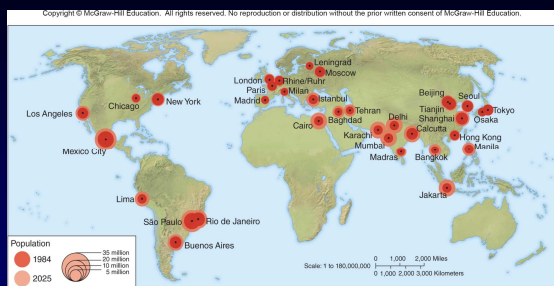 Copyright © McGraw-Hill Education. All rights reserved. No reproduction or distribution without the prior written consent of McGraw-Hill Education.
Leningrad
Moscow
London
Rhine/Ruhr
Paris
Milan
Madrid
Istanbul
Chicago
New York
Los Angeles
Mexico City
Beijing
Seoul
Tianjin
Tokyo
Shanghai
Osaka
Tehran
Baghdad
Cairo
Delhi
Karachi
Calcutta
Mumbai
Madras
Hong Kong
Manila
Bangkok
Jakarta
Lima
São Paulo
Rio de Janeiro
Buenos Aires
Population
1984
2025
35 million
20 million
10 million
5 million
Scale: 1 to 180,000,000
0 1,000 2,000 Miles
0 1,000 2,000 3,000 Kilometers